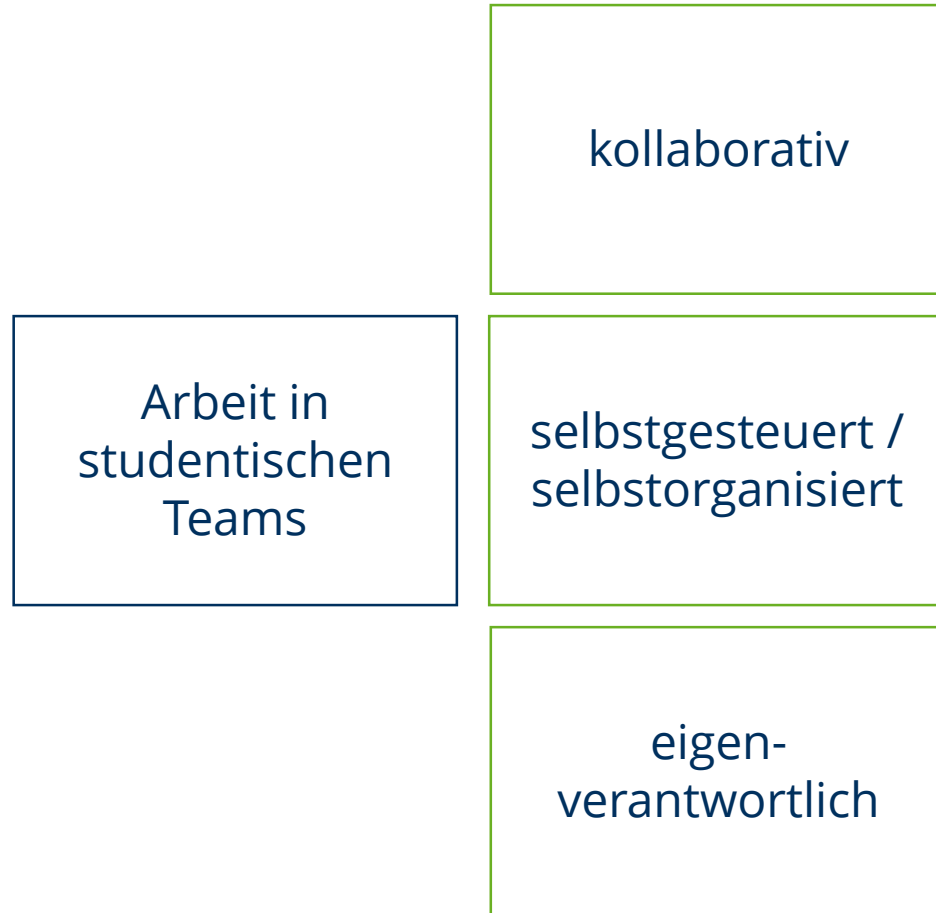 kollaborativ
Arbeit in
studentischen
Teams
selbstgesteuert /
selbstorganisiert
eigen-
verantwortlich